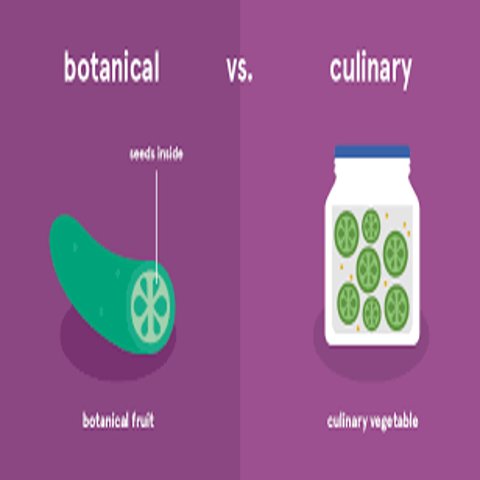 botanical vs. culinary
seeds inside
botanical fruit
culinary vegetable